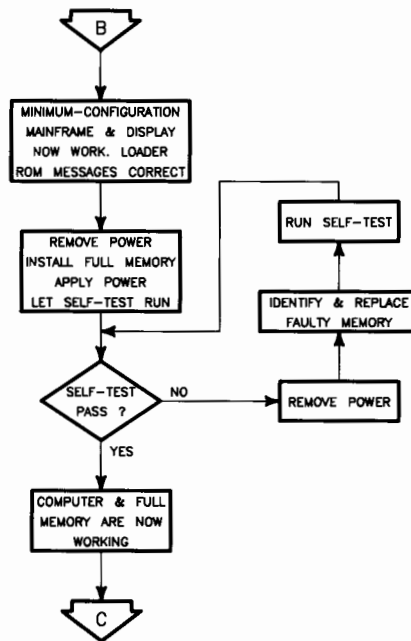 B
MINIMUM-CONFIGURATION
MAINFRAME & DISPLAY
NOW WORK. LOADER
ROM MESSAGES CORRECT
REMOVE POWER
INSTALL FULL MEMORY
APPLY POWER
LET SELF-TEST RUN
SELF-TEST
PASS ?
NO
REMOVE POWER
IDENTIFY & REPLACE
FAULTY MEMORY
RUN SELF-TEST
YES
COMPUTER & FULL
MEMORY ARE NOW
WORKING
C